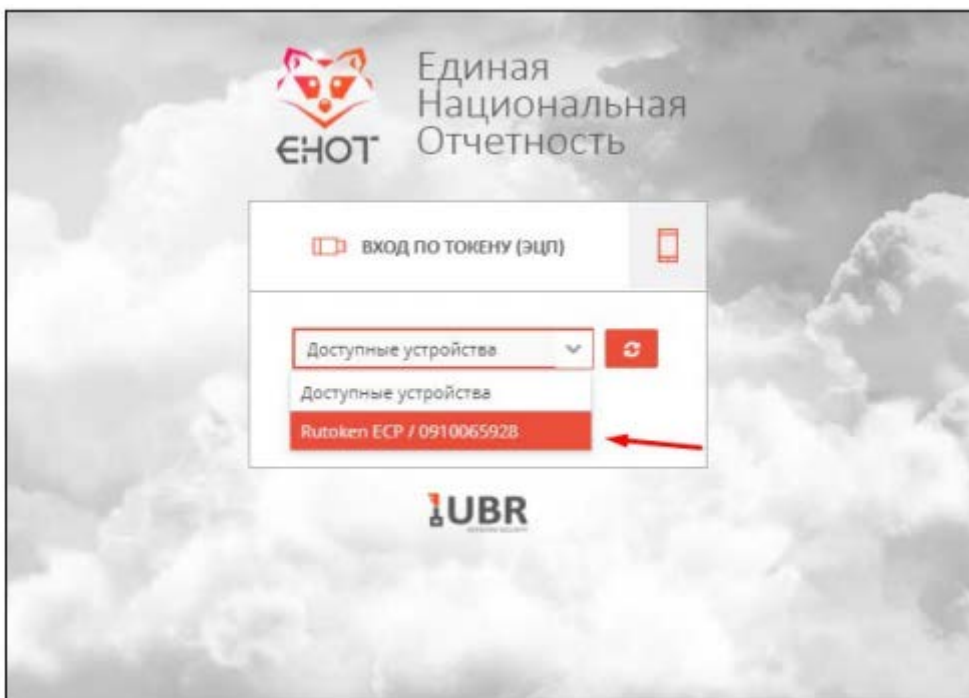 Единая
Национальная
Отчетность
ЕНОТ
ВХОД ПО ТОКЕНУ (ЭЦП)
Доступные устройства
Доступные устройства
Rutoken ECP / 0910065928
UBR